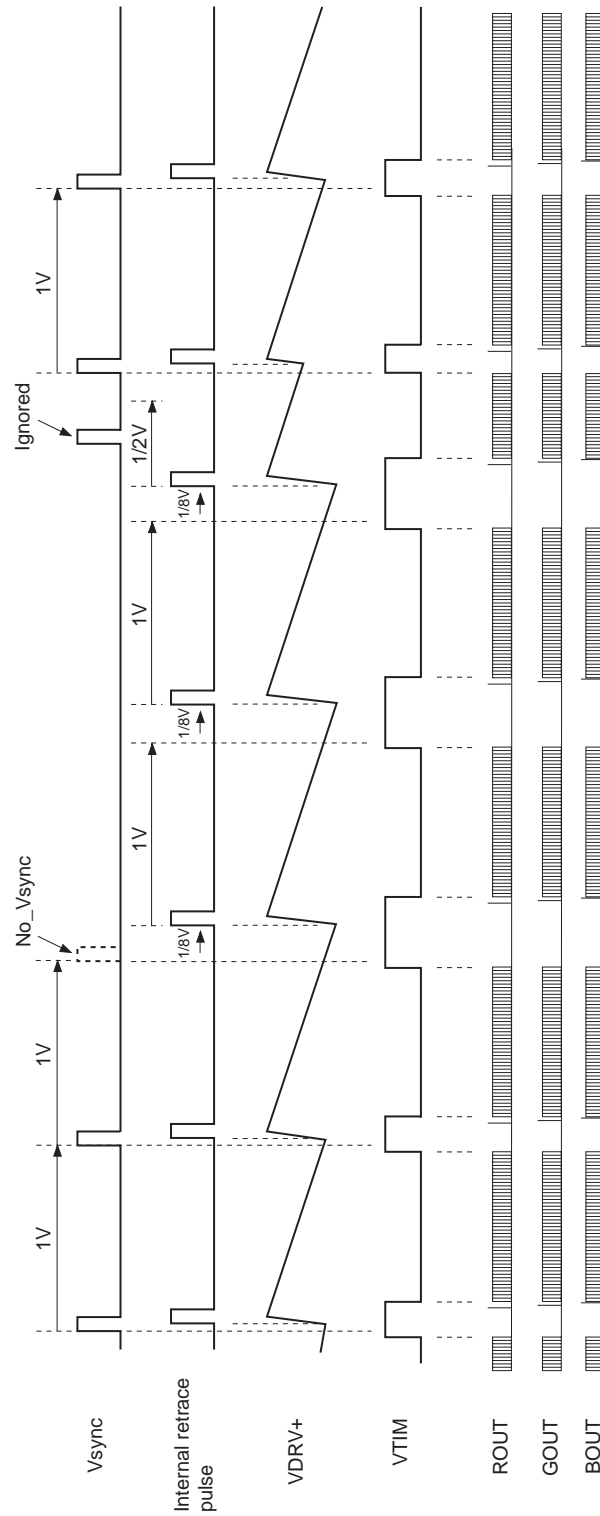 Vsync
1V
1V
No_Vsync
Ignored
1V
Internal retrace
pulse
1/8V
1V
1/8V
1V
1/8V
1/2V
VDRV+
VTIM
ROUT
GOUT
BOUT